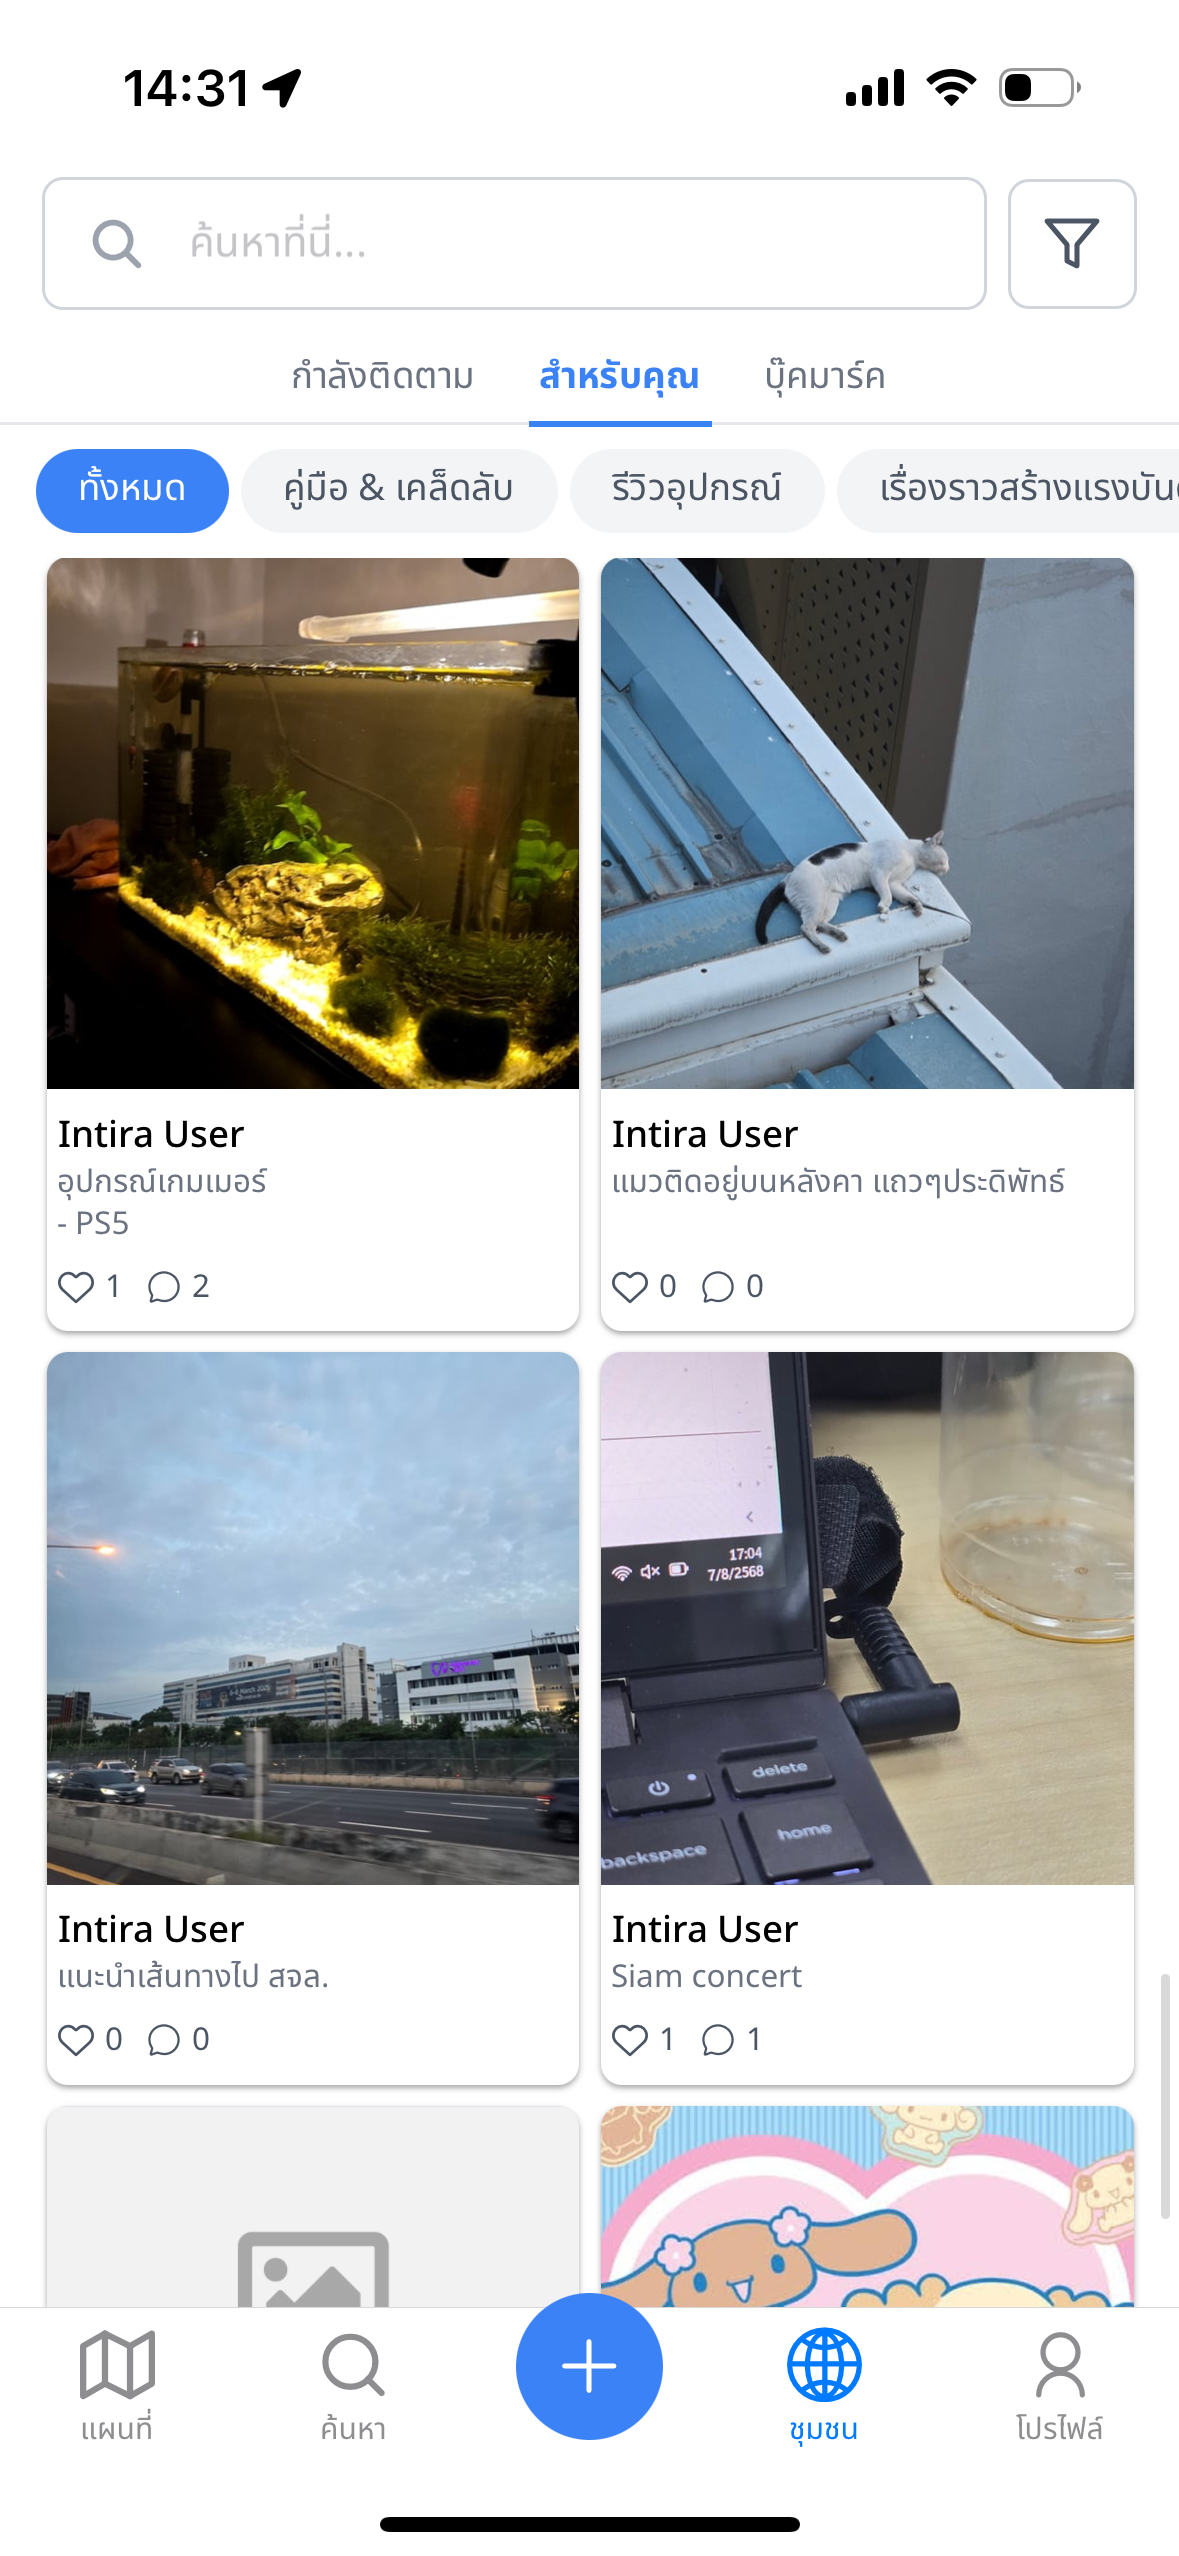 14:31
ค้นหาที่นี่...
กำลังติดตาม สำหรับคุณ บุ๊คมาร์ค
ทั้งหมด คู่มือ & เคล็ดลับ รีวิวอุปกรณ์ เรื่องราวสร้างแรงบัน
Intira User
อุปกรณ์เกมเมอร์
- PS5
1 2
Intira User
แมวติดอยู่บนหลังคา แถวๆประดิพัทธ์
0 0
Intira User
แนะนำเส้นทางไป สจล.
0 0
17:04
7/8/2568
delete
home
backspace
Intira User
Siam concert
1 1
แผนที่ ค้นหา ชุมชน โปรไฟล์